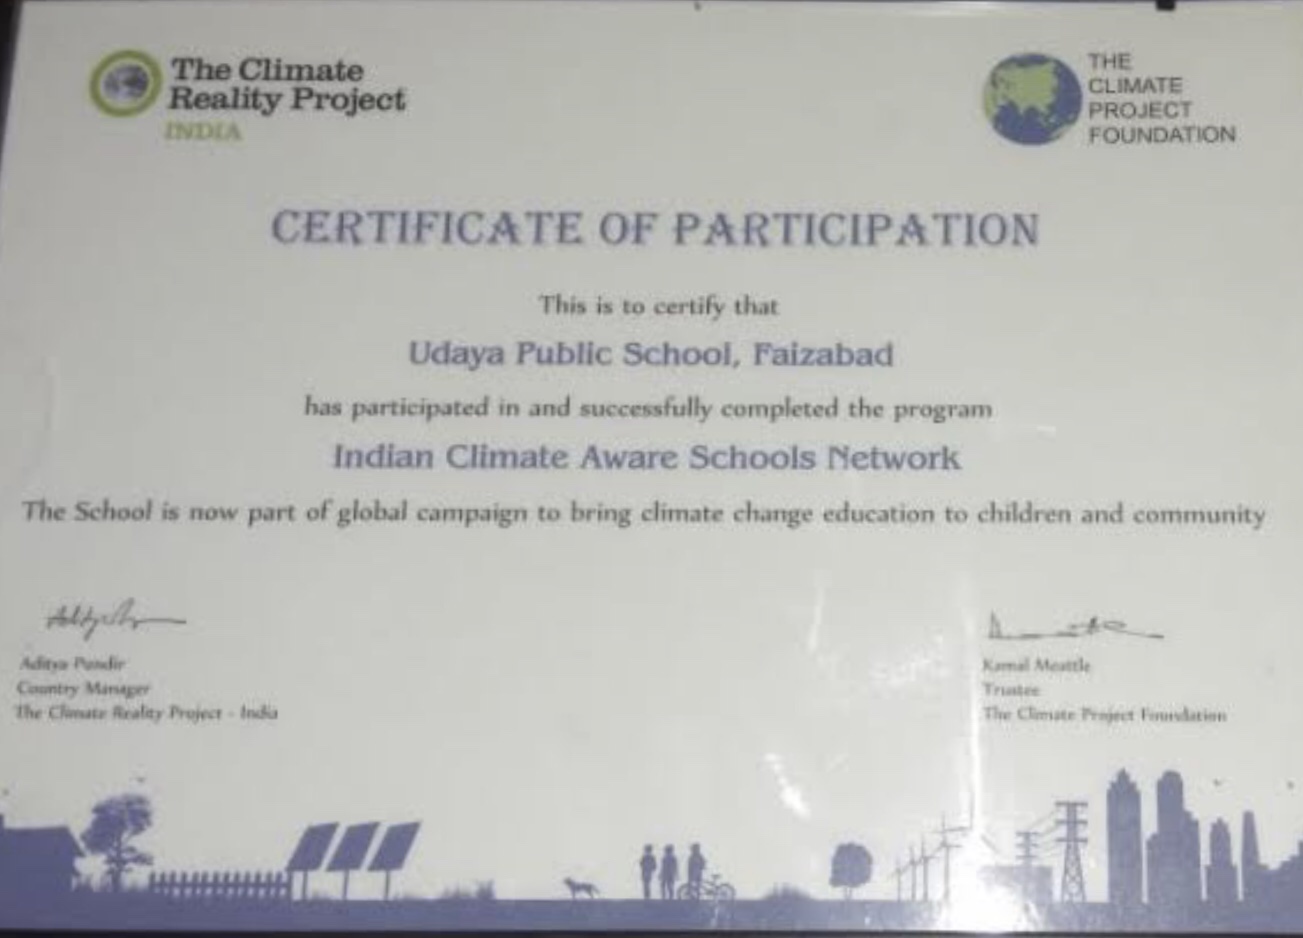 The Climate
Reality Project
INDIA
THE
CLIMATE
PROJECT
FOUNDATION
CERTIFICATE OF PARTICIPATION
This is to certify that
Udaya Public School, Faizabad
has participated in and successfully completed the program
Indian Climate Aware Schools Network
The School is now part of global campaign to bring climate change education to children and community
Aditya Pundir
Country Manager
The Climate Reality Project - India
Kamal Meattle
Trustee
The Climate Project Foundation